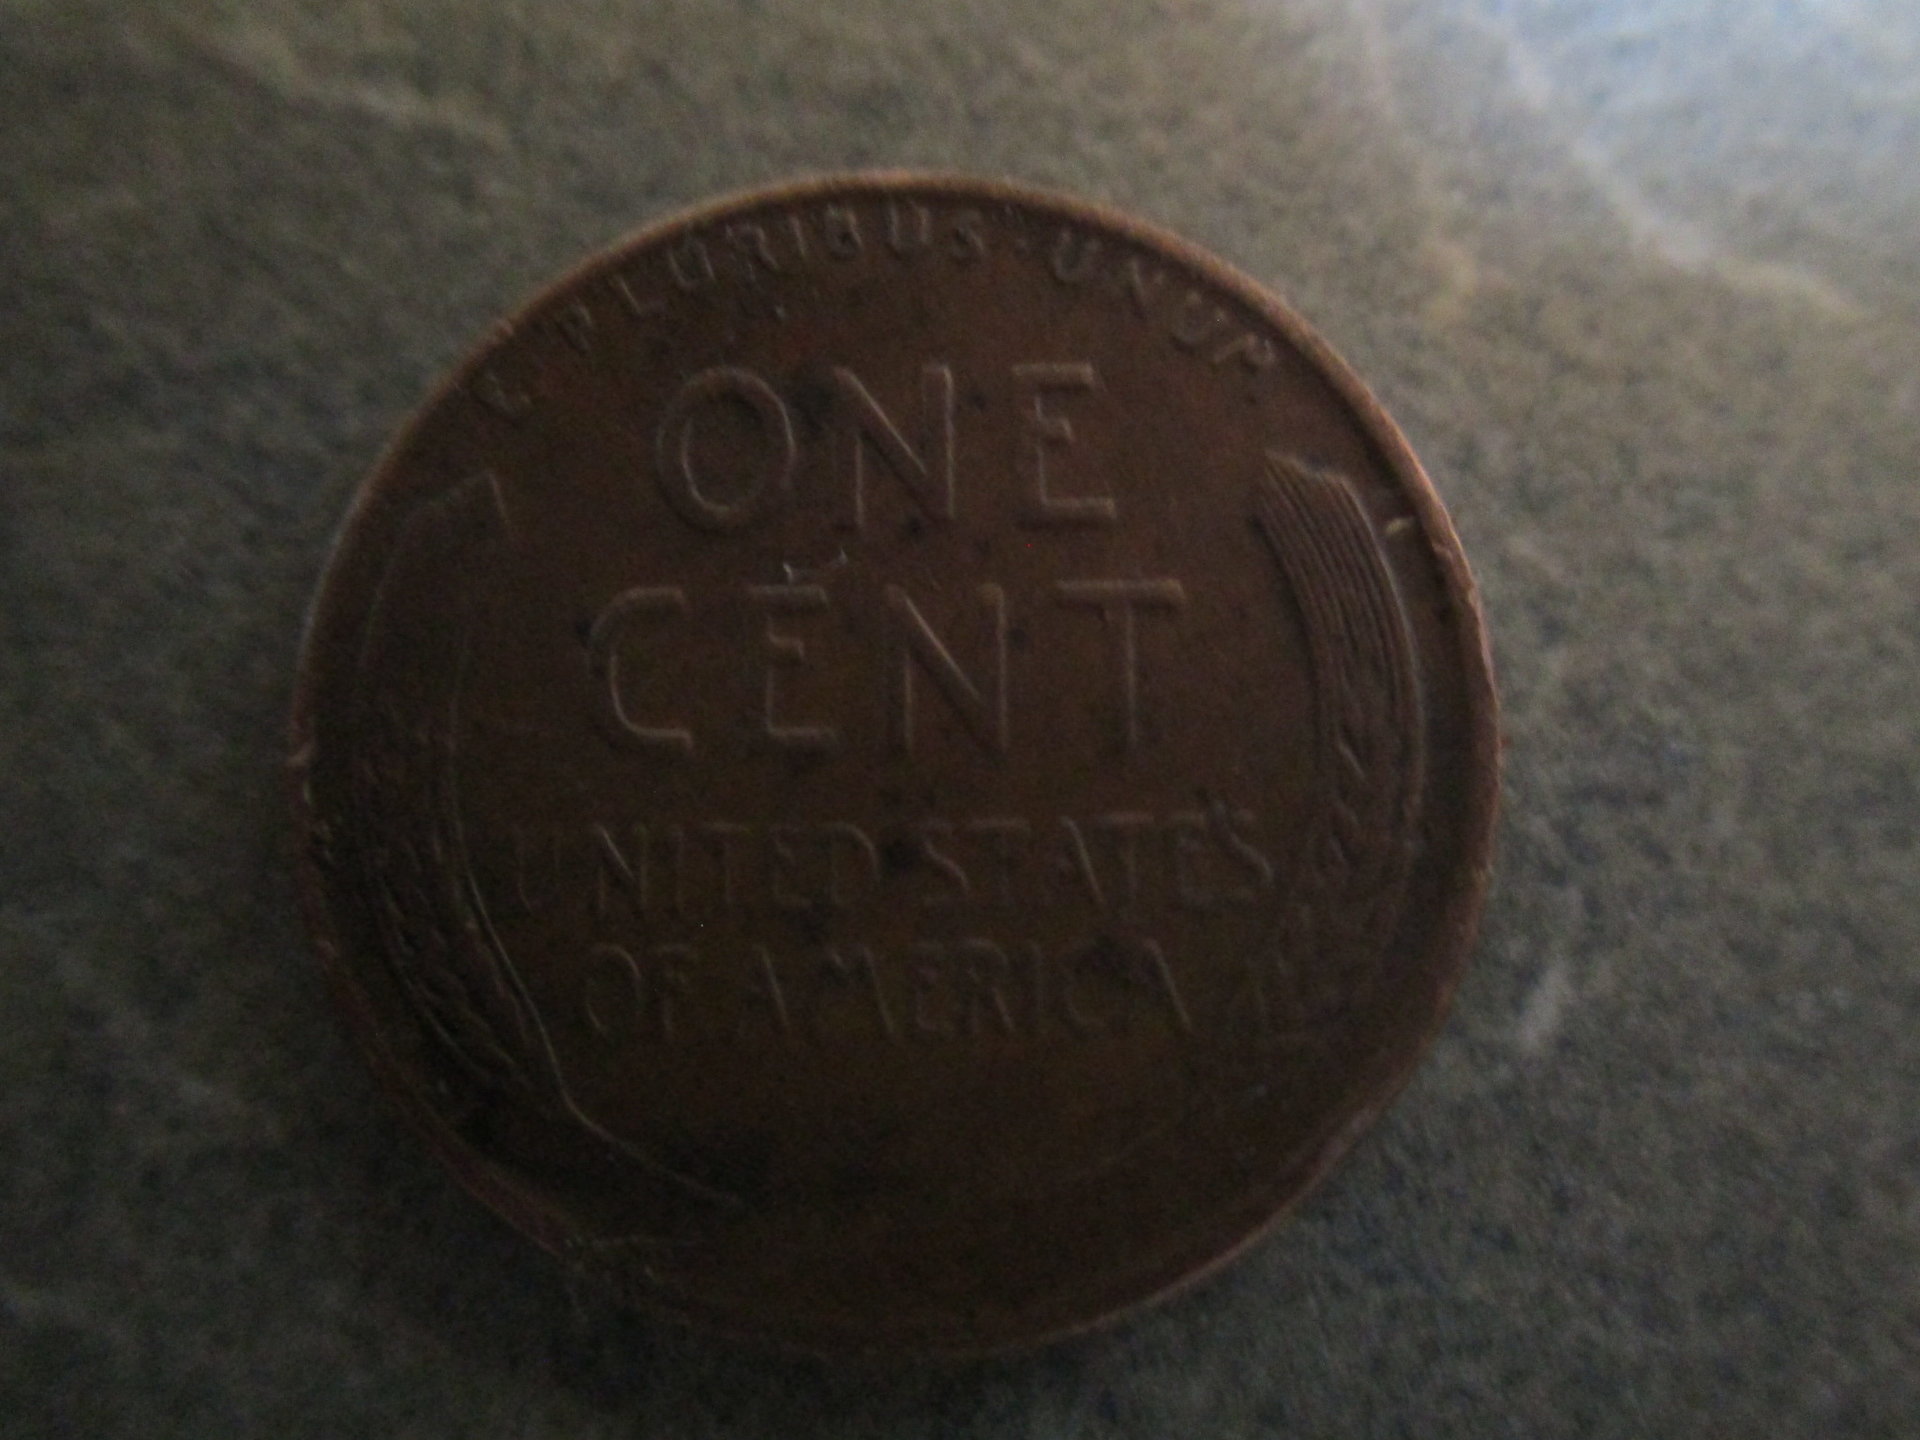 E · PLURIBUS · UNUM
ONE
CENT
UNITED STATES
OF AMERICA